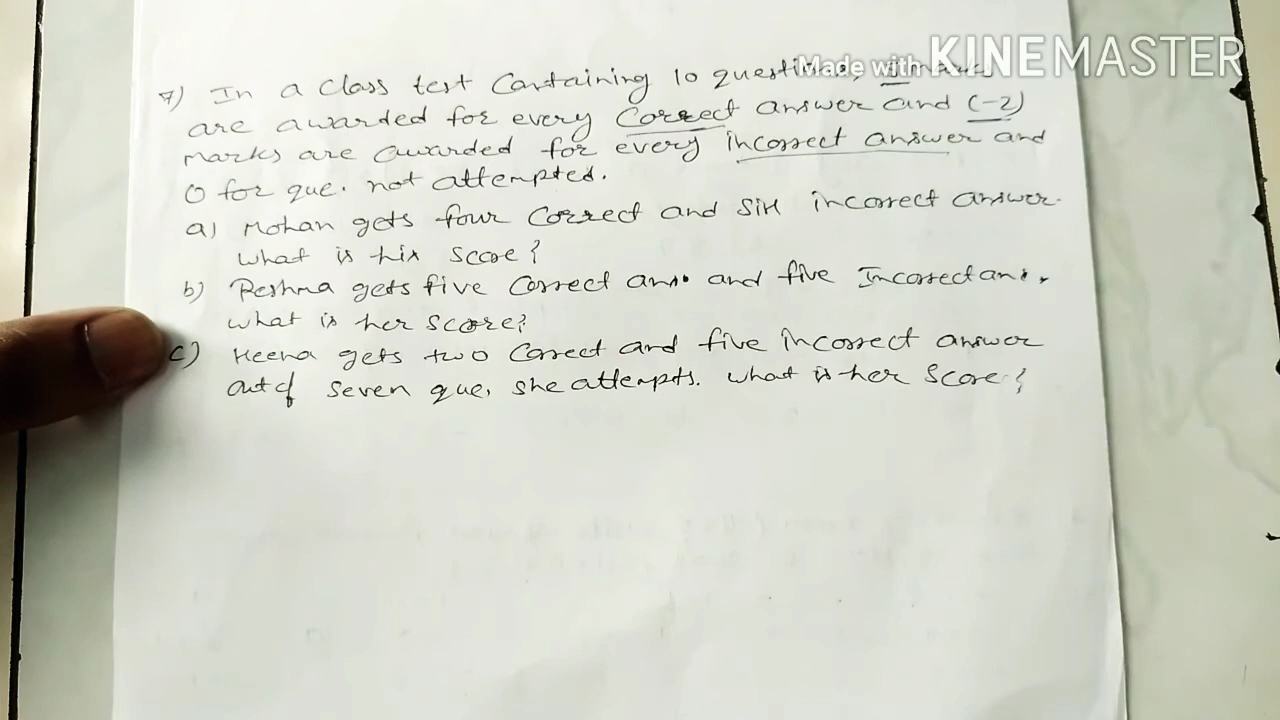 Made with KINEMASTER
7) In a class test Containing 10 questions,
are awarded for every Correct answer and (-2)
marks are awarded for every incorrect answer and
0 for que. not attempted.
a) Mohan gets four Correct and six incorrect answer.
What is his score?
b) Reshma gets five Correct ans. and five Incorrect ans.
What is her score?
c) Heena gets two Correct and five incorrect answer
out of seven que. she attempts. What is her Score?